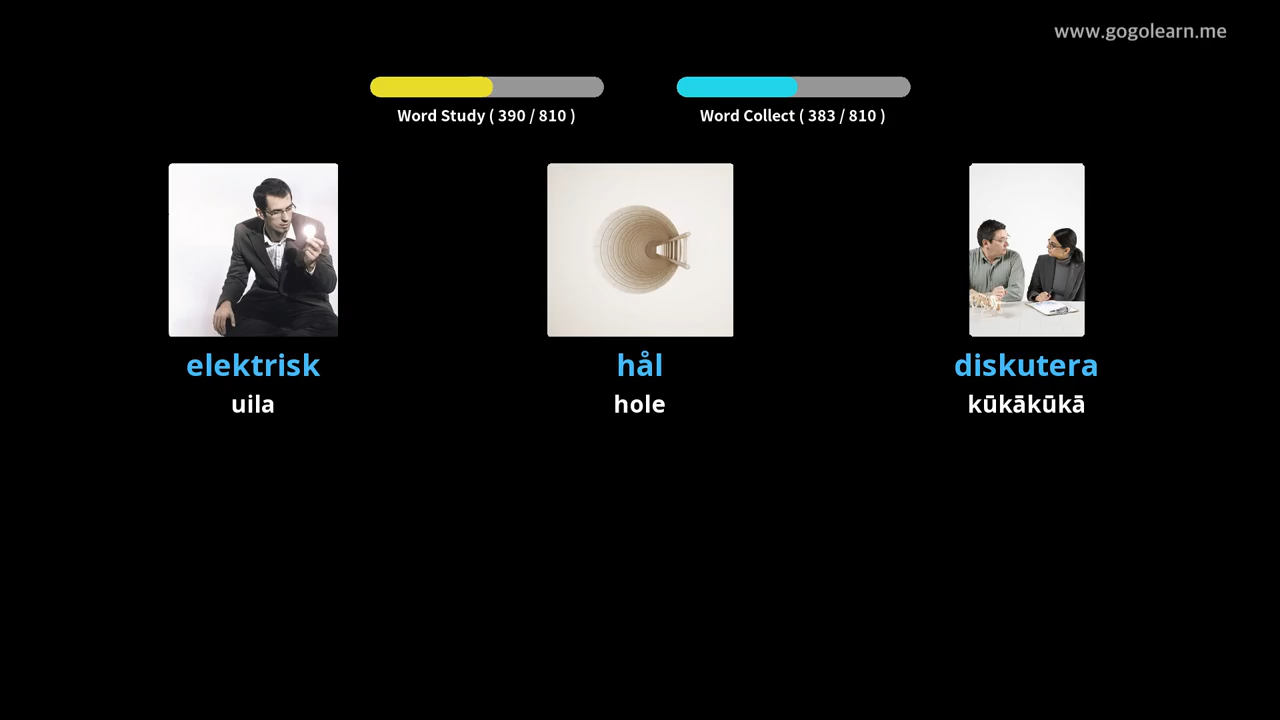 www.gogolearn.me
Word Study ( 390 / 810 )
Word Collect ( 383 / 810 )
elektrisk
uila
hål
hole
diskutera
kūkākūkā